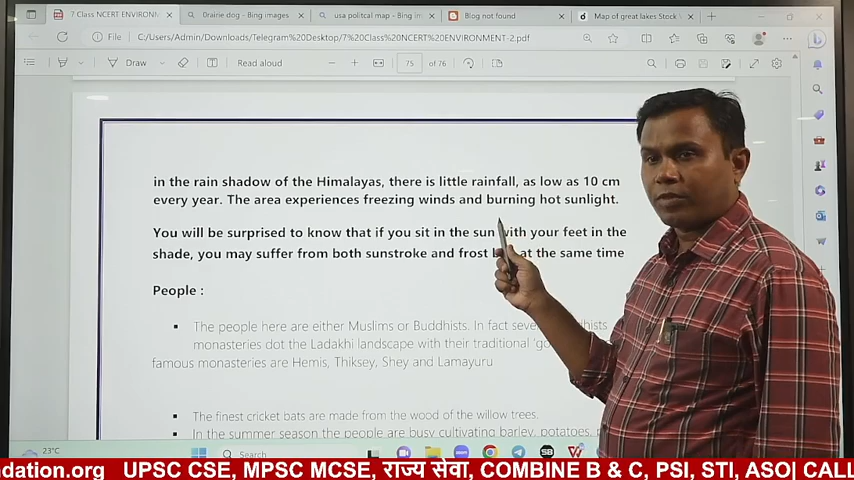 7 Class NCERT ENVIRONM
0rairie dog - Bing images
usa politcal map - Bing im
Blog not found
Map of great lakes Stock V
File
C:/Users/Admin/Downloads/Telegram%20Desktop/7%20Class%20NCERT%20ENVIRONMENT-2.pdf
Draw
Read aloud
75
of 76
in the rain shadow of the Himalayas, there is little rainfall, as low as 10 cm
every year. The area experiences freezing winds and burning hot sunlight.
You will be surprised to know that if you sit in the sun with your feet in the
shade, you may suffer from both sunstroke and frost at the same time
People :
The people here are either Muslims or Buddhists. In fact
monasteries dot the Ladakhi landscape with their traditional
famous monasteries are Hemis, Thiksey, Shey and Lamayuru
The finest cricket bats are made from the wood of the willow trees.
In the summer season the people are busy cultivating barley, potatoes,
23°C
Search
ndation.org UPSC CSE, MPSC MCSE, राज्य सेवा, COMBINE B & C, PSI, STI, ASO| CALL